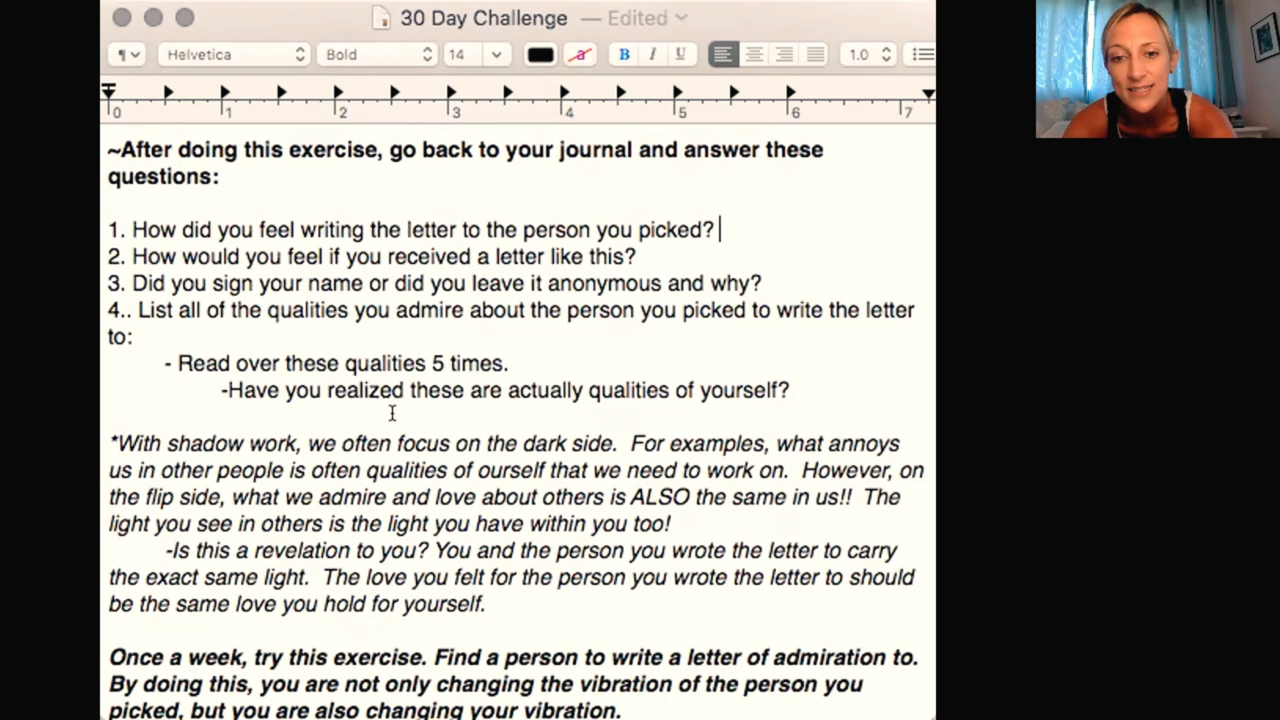 30 Day Challenge — Edited
¶ Helvetica Bold 14 a B I U 1.0
0 1 2 3 4 5 6 7
~After doing this exercise, go back to your journal and answer these
questions:
1. How did you feel writing the letter to the person you picked?
2. How would you feel if you received a letter like this?
3. Did you sign your name or did you leave it anonymous and why?
4.. List all of the qualities you admire about the person you picked to write the letter
to:
- Read over these qualities 5 times.
-Have you realized these are actually qualities of yourself?
*With shadow work, we often focus on the dark side.  For examples, what annoys
us in other people is often qualities of ourself that we need to work on.  However, on
the flip side, what we admire and love about others is ALSO the same in us!!  The
light you see in others is the light you have within you too!
-Is this a revelation to you? You and the person you wrote the letter to carry
the exact same light.  The love you felt for the person you wrote the letter to should
be the same love you hold for yourself.
Once a week, try this exercise. Find a person to write a letter of admiration to.
By doing this, you are not only changing the vibration of the person you
picked, but you are also changing your vibration.